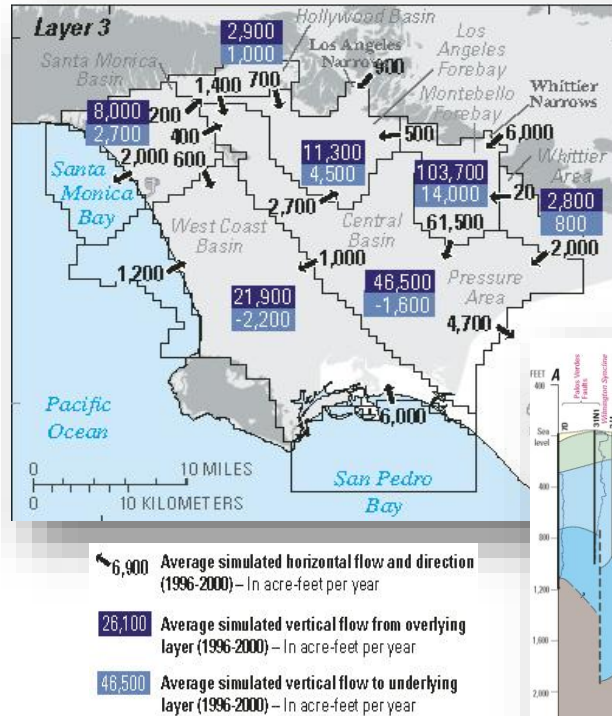 Layer 3
2,900
1,000
Hollywood Basin
Los Angeles
Narrows
Los
Angeles
Forebay
Montebello
Forebay
Whittier
Narrows
Santa Monica
Basin
1,400
700
900
8,000
2,700
200
400
500
6,000
Whittier
Area
11,300
4,500
103,700
14,000
20
2,800
800
2,000
600
Santa
Monica
Bay
2,700
West Coast
Basin
Central
Basin
61,500
2,000
1,200
1,000
46,500
-1,600
Pressure
Area
21,900
-2,200
4,700
Pacific
Ocean
6,000
San Pedro
Bay
0 10 MILES
0 10 KILOMETERS
FEET A
400
Palos Verdes
Faults
Wilmington Syncline
31N1
Sea
level
400
800
1,200
1,600
2,000
6,900 Average simulated horizontal flow and direction
(1996-2000) – In acre-feet per year
26,100 Average simulated vertical flow from overlying
layer (1996-2000) – In acre-feet per year
46,500 Average simulated vertical flow to underlying
layer (1996-2000) – In acre-feet per year